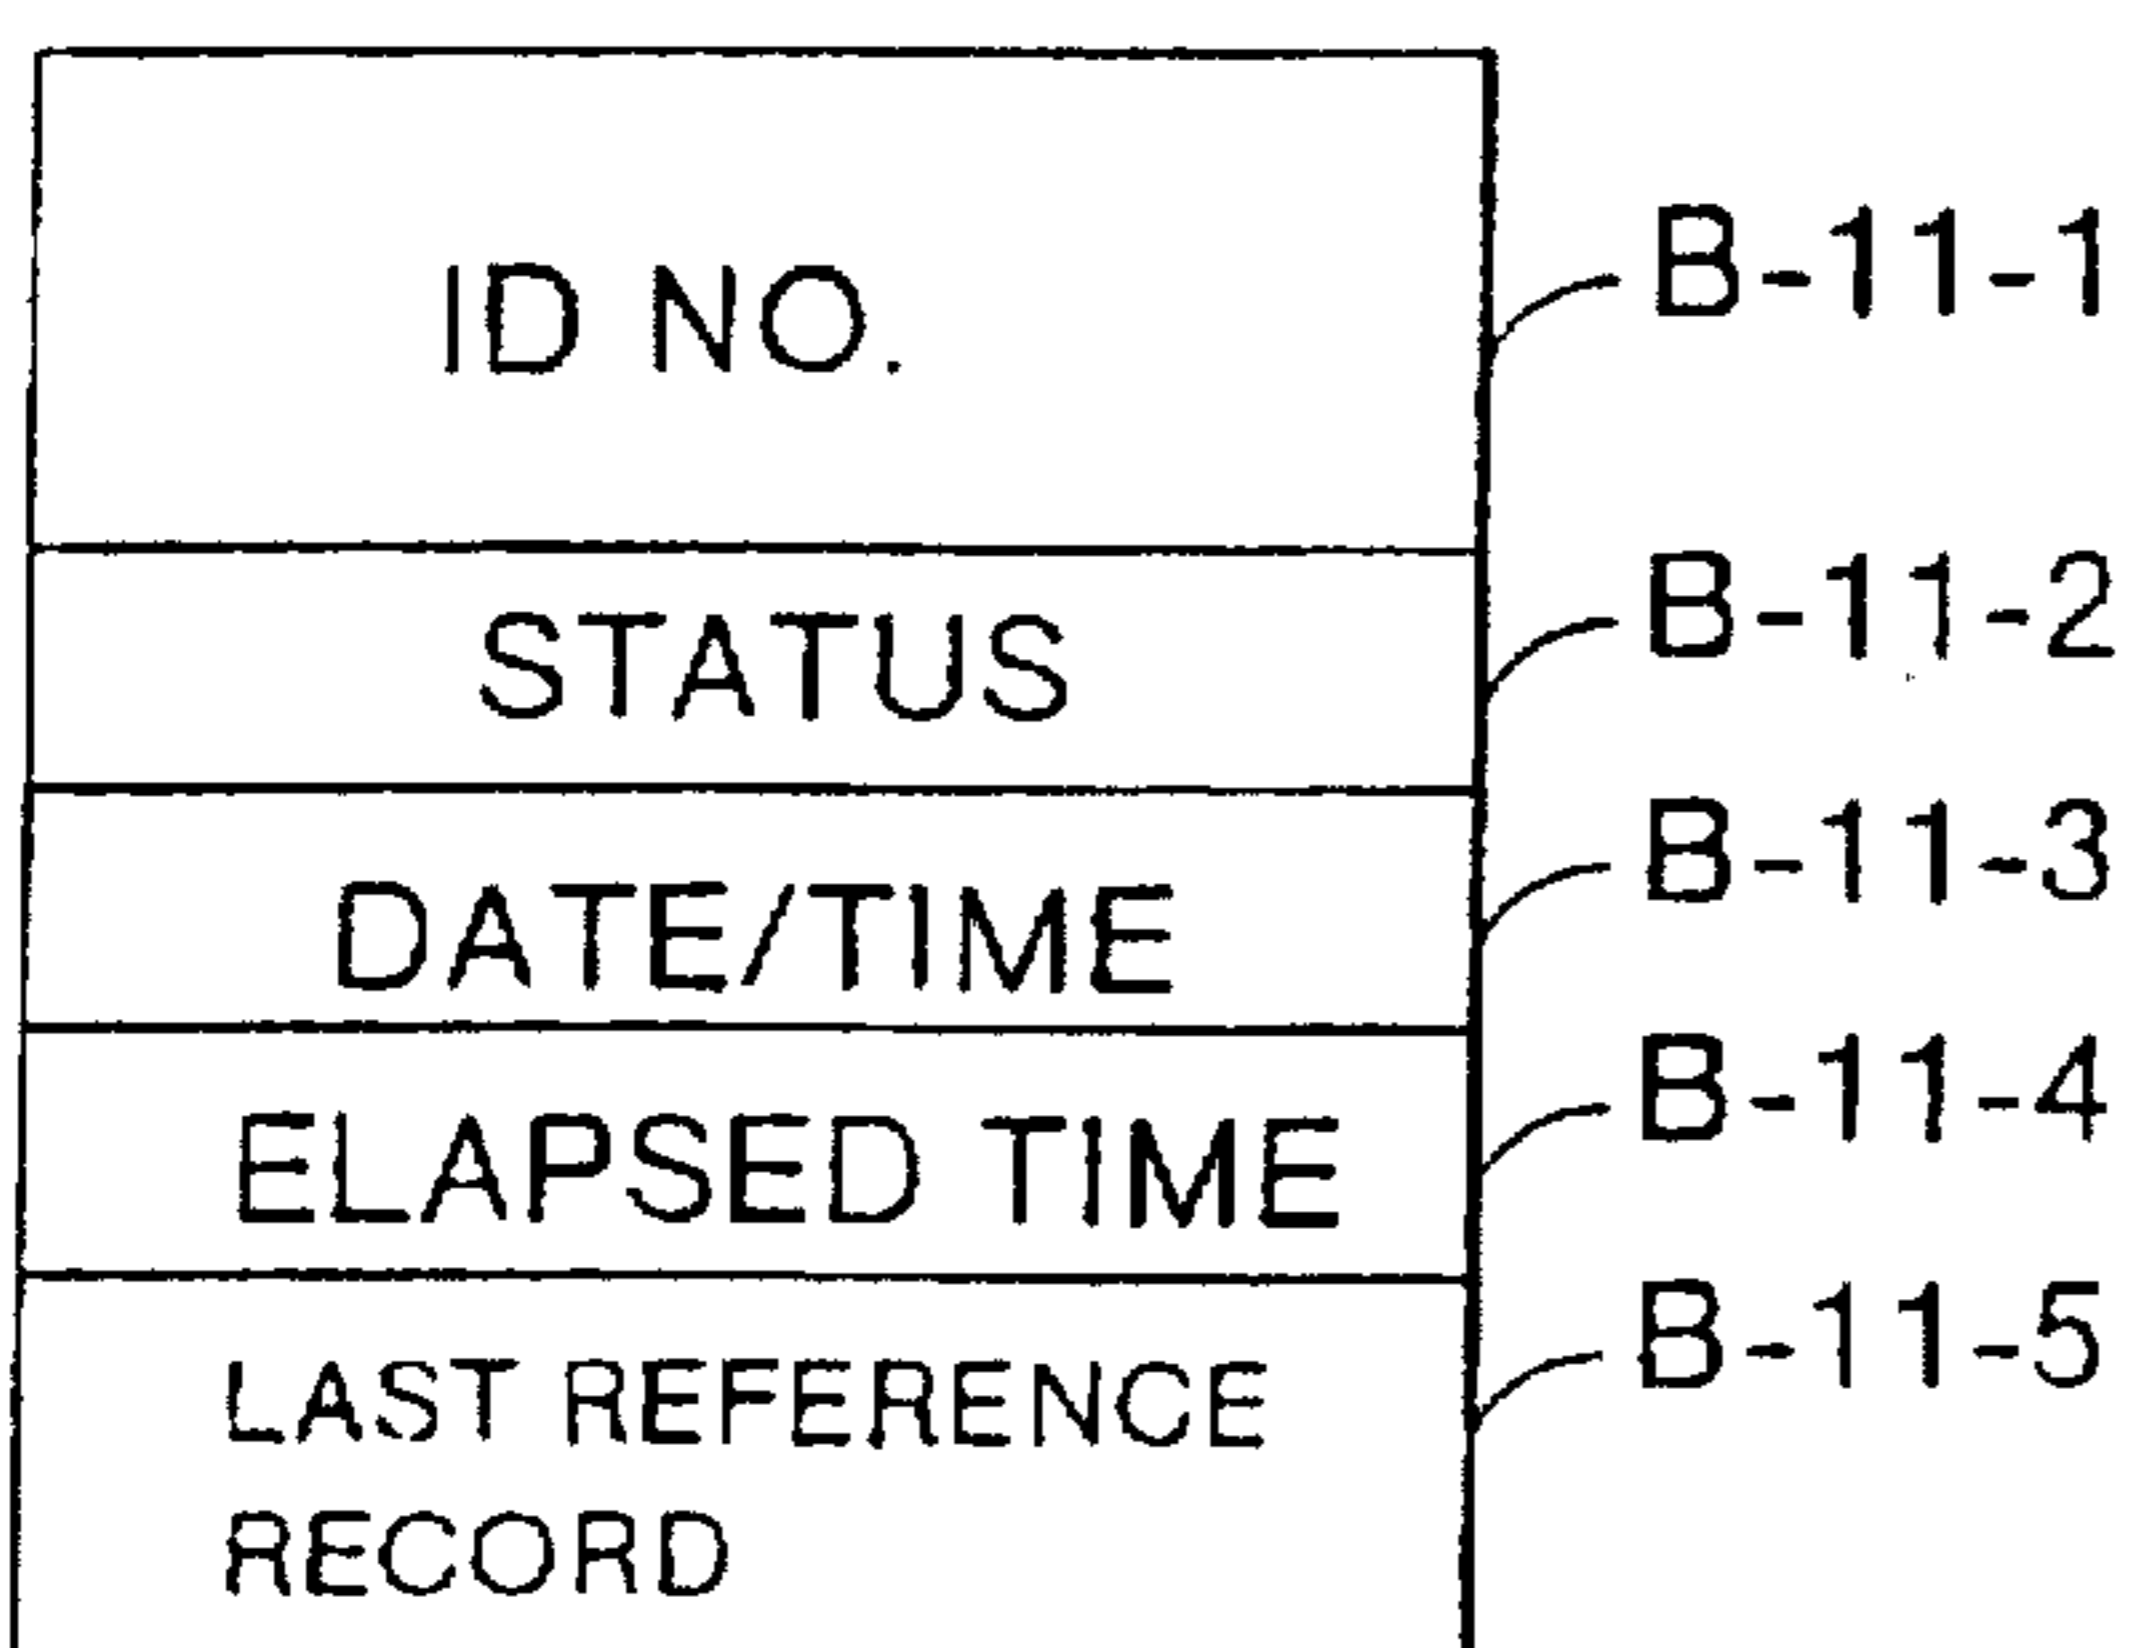 ID NO.
B-11-1
STATUS
B-11-2
DATE/TIME
B-11-3
ELAPSED TIME
B-11-4
LAST REFERENCE
RECORD
B-11-5